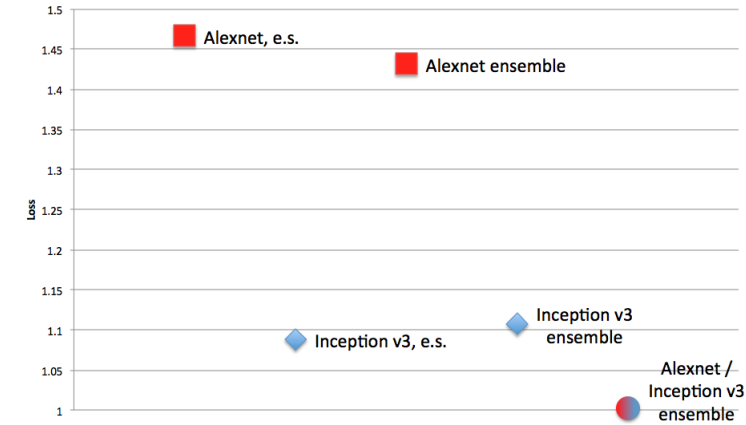 1.5
Alexnet, e.s.
1.45
Alexnet ensemble
1.4
1.35
1.3
1.25
Loss
1.2
1.15
Inception v3
ensemble
1.1
Inception v3, e.s.
1.05
Alexnet /
Inception v3
ensemble
1